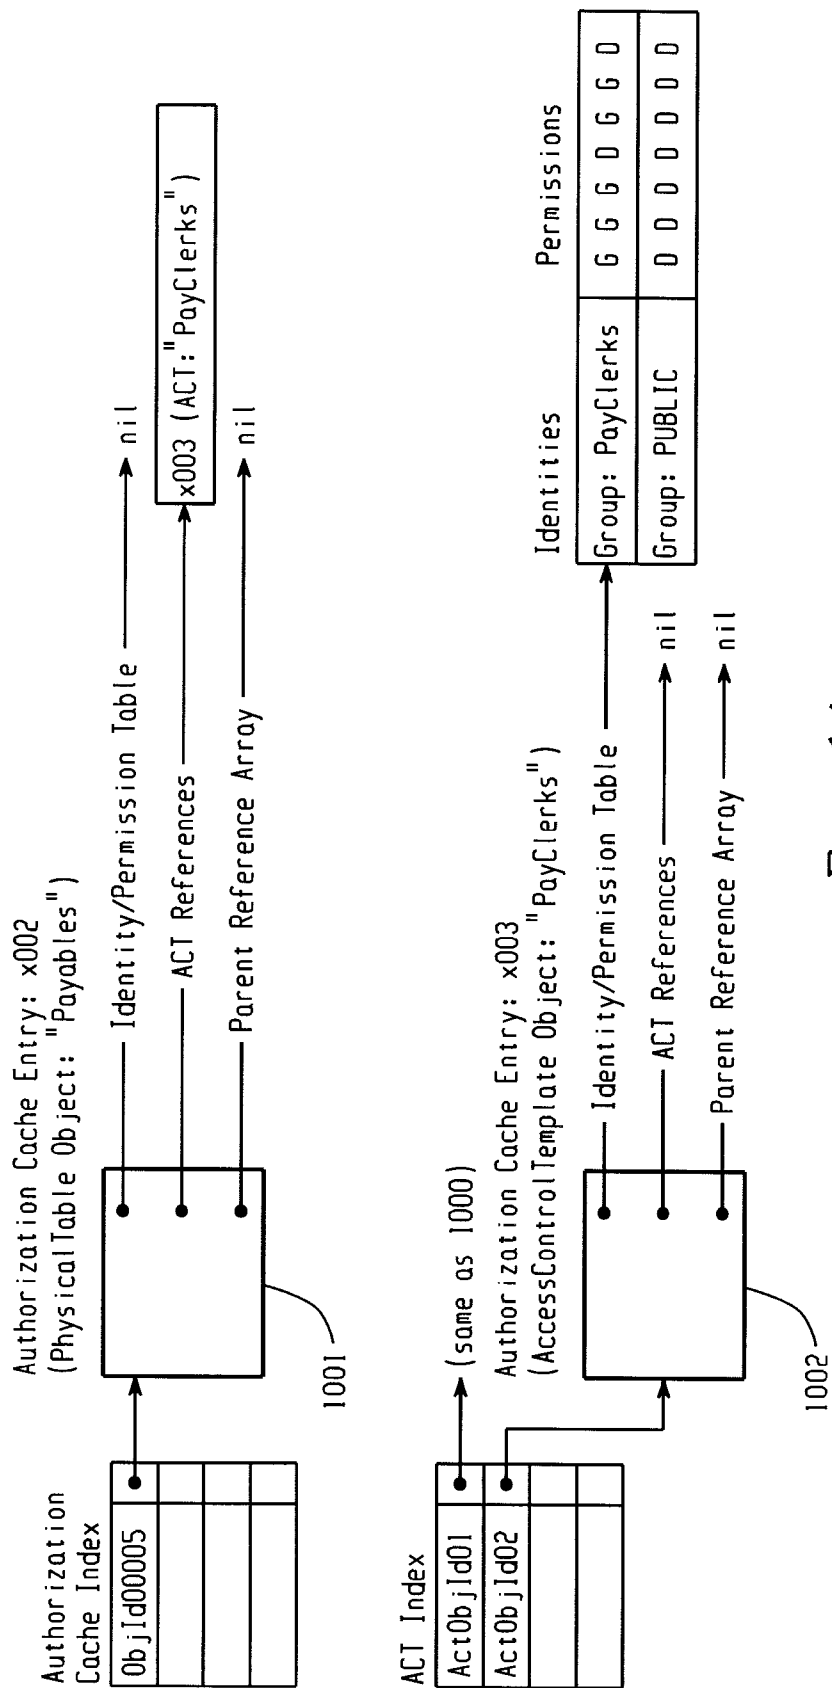 Authorization
Cache Index
ObjId00005
Authorization Cache Entry: x002
(PhysicalTable Object: "Payables")
1001
Identity/Permission Table
nil
ACT References
x003 (ACT:"PayClerks")
Parent Reference Array
nil
ACT Index
ActObjId01
ActObjId02
(same as 1000)
Authorization Cache Entry: x003
(AccessControlTemplate Object: "PayClerks")
1002
Identity/Permission Table
ACT References
nil
Parent Reference Array
nil
Identities Permissions
Group: PayClerks G G G D G G D
Group: PUBLIC D D D D D D D